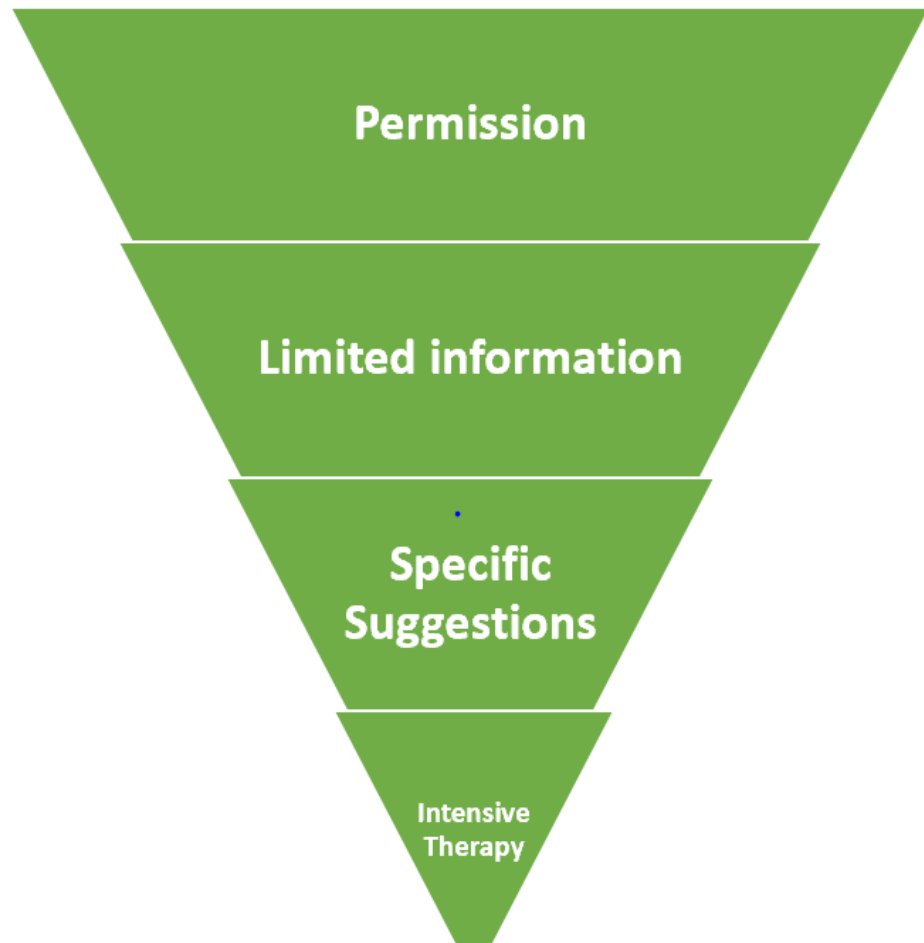 Permission
Limited information
Specific
Suggestions
Intensive
Therapy